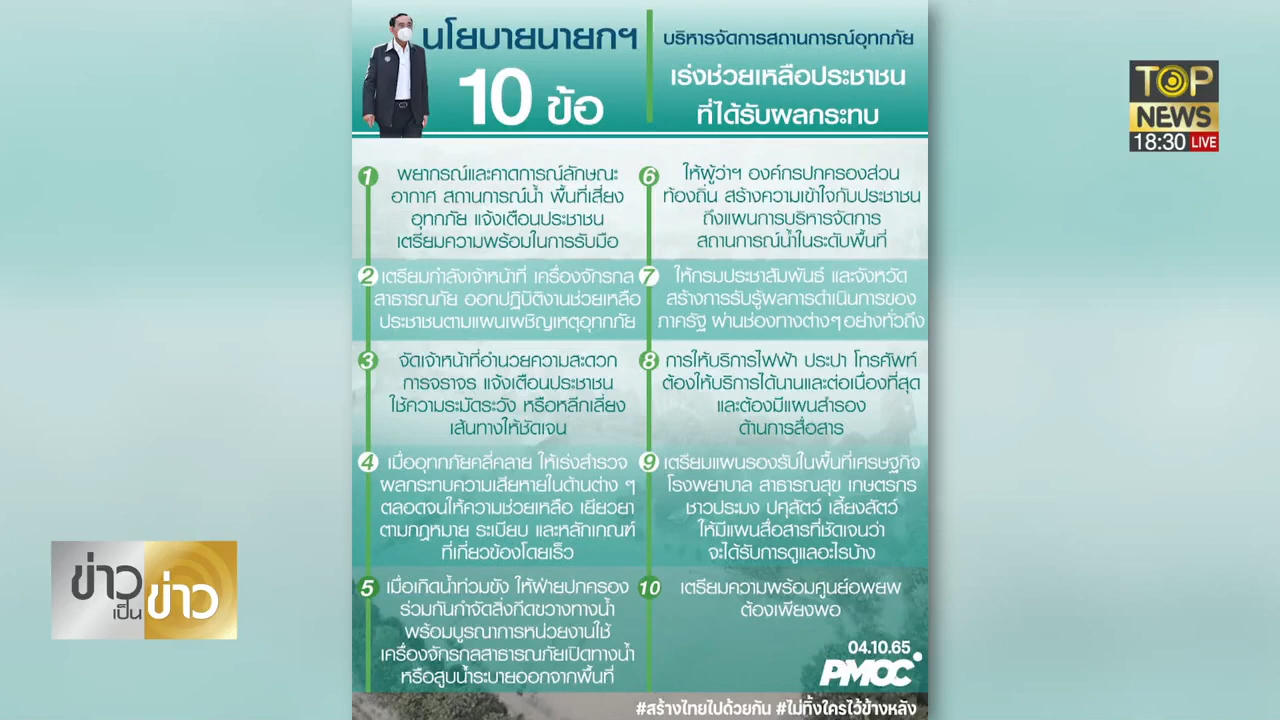 นโยบายนายกฯ
10 ข้อ
บริหารจัดการสถานการณ์อุทกภัย
เร่งช่วยเหลือประชาชน
ที่ได้รับผลกระทบ
TOP
NEWS
18:30 LIVE
1 พยากรณ์และคาดการณ์ลักษณะ
อากาศ สถานการณ์น้ำ พื้นที่เสี่ยง
อุทกภัย แจ้งเตือนประชาชน
เตรียมความพร้อมในการรับมือ
2 เตรียมกำลังเจ้าหน้าที่ เครื่องจักรกล
สาธารณภัย ออกปฏิบัติงานช่วยเหลือ
ประชาชนตามแผนเผชิญเหตุอุทกภัย
3 จัดเจ้าหน้าที่อำนวยความสะดวก
การจราจร แจ้งเตือนประชาชน
ใช้ความระมัดระวัง หรือหลีกเลี่ยง
เส้นทางให้ชัดเจน
4 เมื่ออุทกภัยคลี่คลาย ให้เร่งสำรวจ
ผลกระทบความเสียหายในด้านต่าง ๆ
ตลอดจนให้ความช่วยเหลือ เยียวยา
ตามกฎหมาย ระเบียบ และหลักเกณฑ์
ที่เกี่ยวข้องโดยเร็ว
5 เมื่อเกิดน้ำท่วมขัง ให้ฝ่ายปกครอง
ร่วมกันกำจัดสิ่งกีดขวางทางน้ำ
พร้อมบูรณาการหน่วยงานใช้
เครื่องจักรกลสาธารณภัยเปิดทางน้ำ
หรือสูบน้ำระบายออกจากพื้นที่
6 ให้ผู้ว่าฯ องค์กรปกครองส่วน
ท้องถิ่น สร้างความเข้าใจกับประชาชน
ถึงแผนการบริหารจัดการ
สถานการณ์น้ำในระดับพื้นที่
7 ให้กรมประชาสัมพันธ์ และจังหวัด
สร้างการรับรู้ผลการดำเนินการของ
ภาครัฐ ผ่านช่องทางต่างๆ อย่างทั่วถึง
8 การให้บริการไฟฟ้า ประปา โทรศัพท์
ต้องให้บริการได้นานและต่อเนื่องที่สุด
และต้องมีแผนสำรอง
ด้านการสื่อสาร
9 เตรียมแผนรองรับในพื้นที่เศรษฐกิจ
โรงพยาบาล สาธารณสุข เกษตรกร
ชาวประมง ปศุสัตว์ เลี้ยงสัตว์
ให้มีแผนสื่อสารที่ชัดเจนว่า
จะได้รับการดูแลอะไรบ้าง
10 เตรียมความพร้อมศูนย์อพยพ
ต้องเพียงพอ
04.10.65
PMOC
#สร้างไทยไปด้วยกัน #ไม่ทิ้งใครไว้ข้างหลัง
ข่าว
เป็น
ข่าว